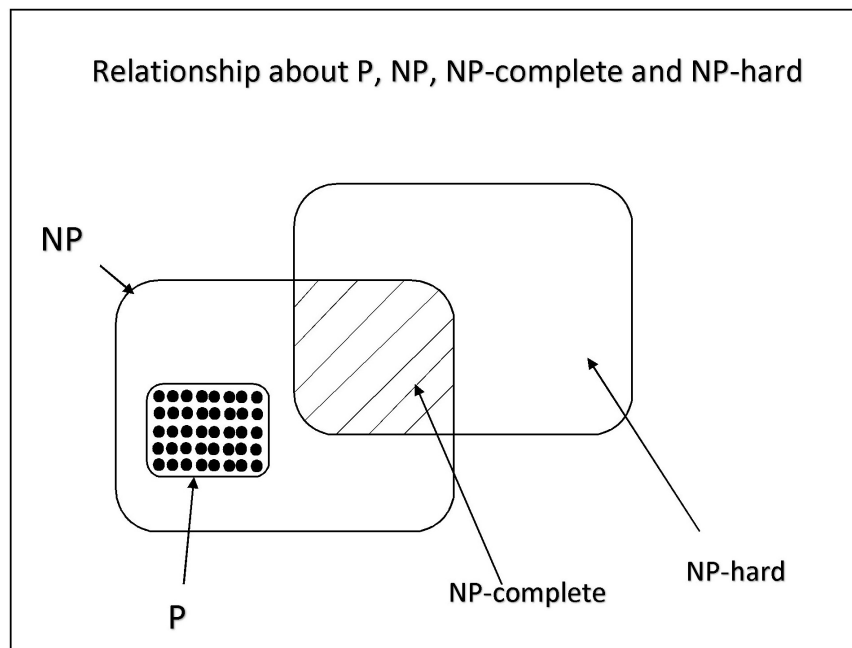 Relationship about P, NP, NP-complete and NP-hard
NP
NP-hard
NP-complete
P